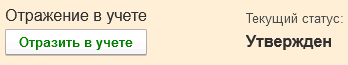 Отражение в учете
Отразить в учете
Текущий статус:
Утвержден